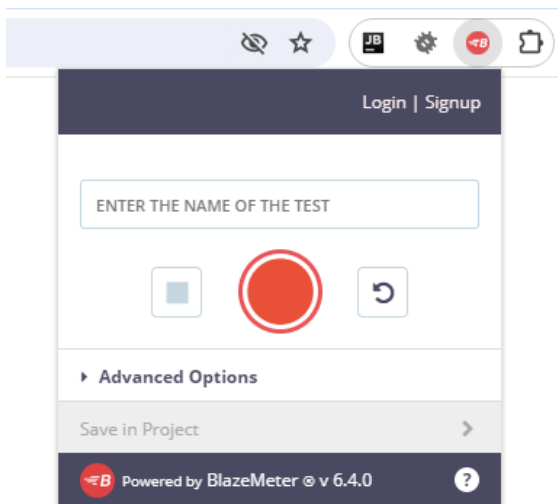 JB
B
Login | Signup
ENTER THE NAME OF THE TEST
Advanced Options
Save in Project
B Powered by BlazeMeter ® v 6.4.0 ?